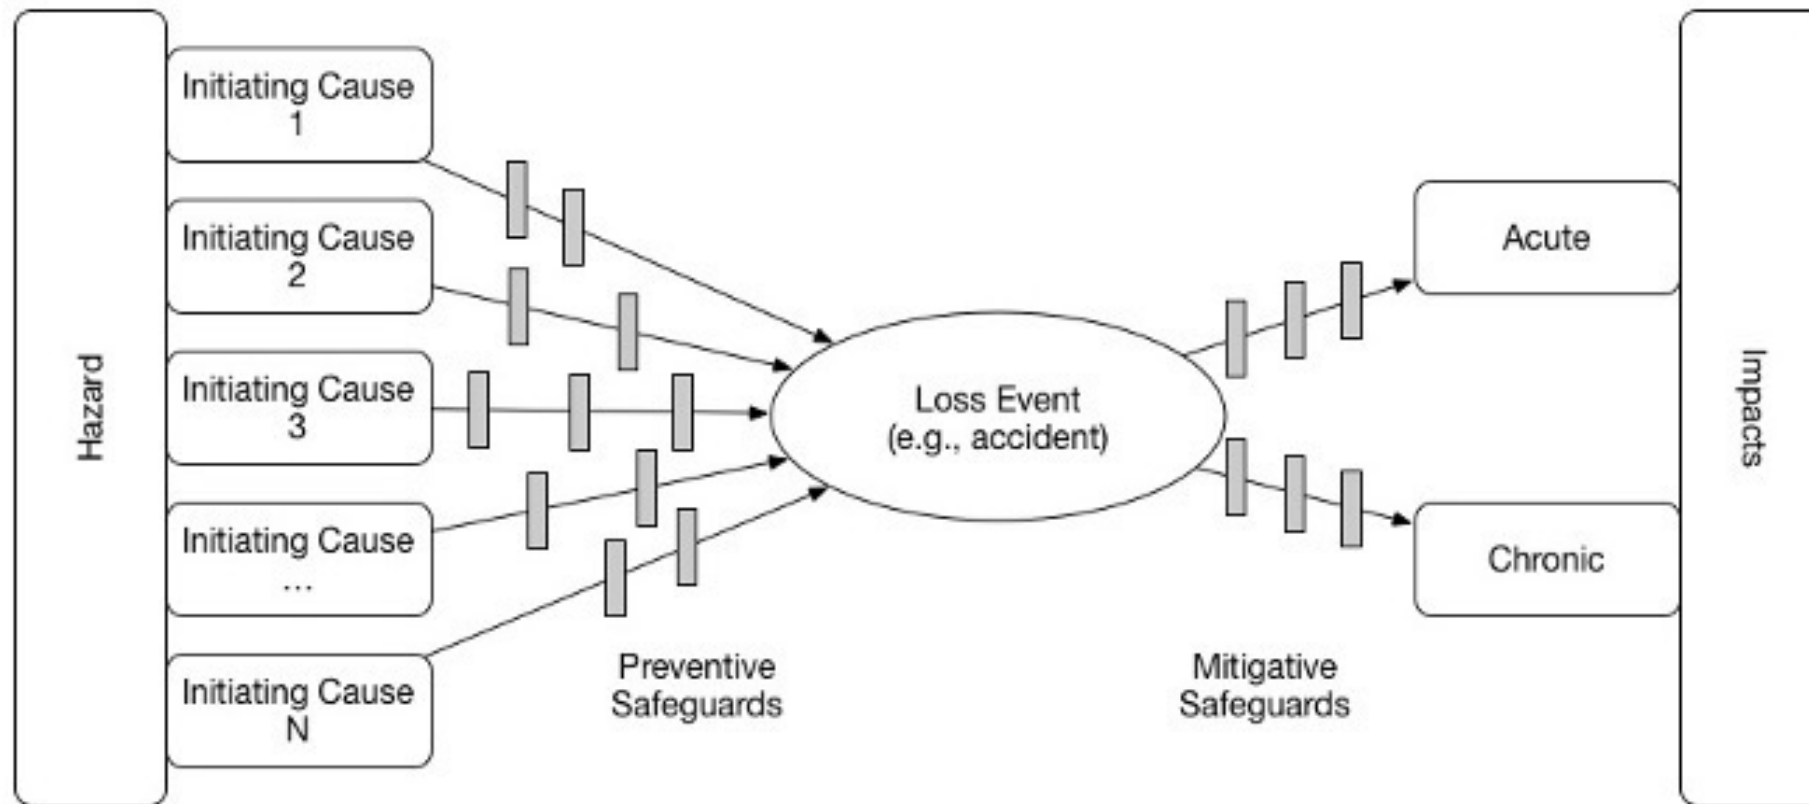 Hazard
Initiating Cause
1
Initiating Cause
2
Initiating Cause
3
Initiating Cause
...
Initiating Cause
N
Preventive
Safeguards
Loss Event
(e.g., accident)
Mitigative
Safeguards
Acute
Chronic
Impacts